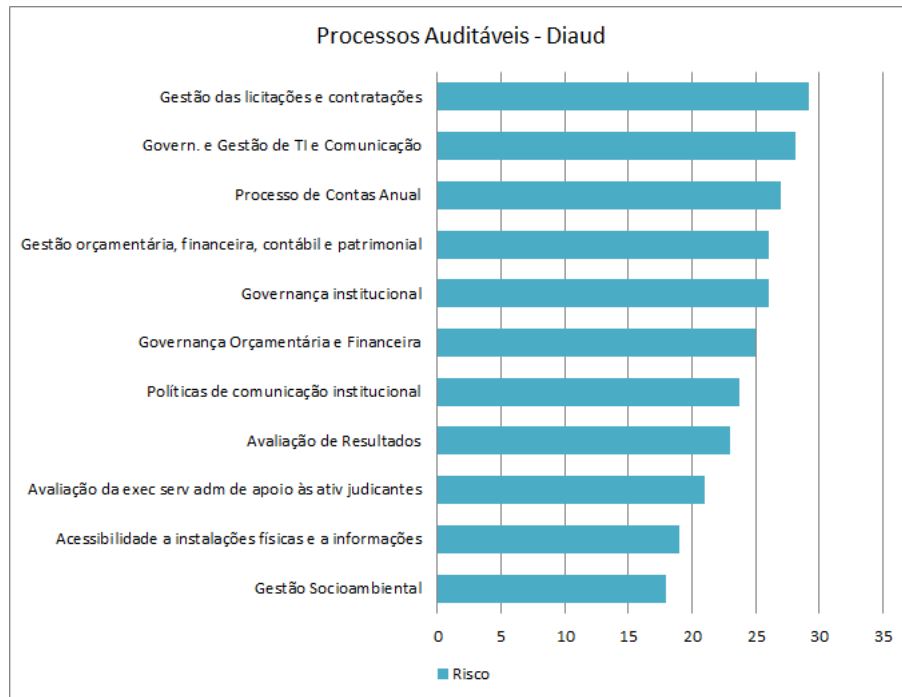 Processos Auditáveis - Diaud
Gestão das licitações e contratações
Govern. e Gestão de TI e Comunicação
Processo de Contas Anual
Gestão orçamentária, financeira, contábil e patrimonial
Governança institucional
Governança Orçamentária e Financeira
Políticas de comunicação institucional
Avaliação de Resultados
Avaliação da exec serv adm de apoio às ativ judicantes
Acessibilidade a instalações físicas e a informações
Gestão Socioambiental
0 5 10 15 20 25 30 35
Risco